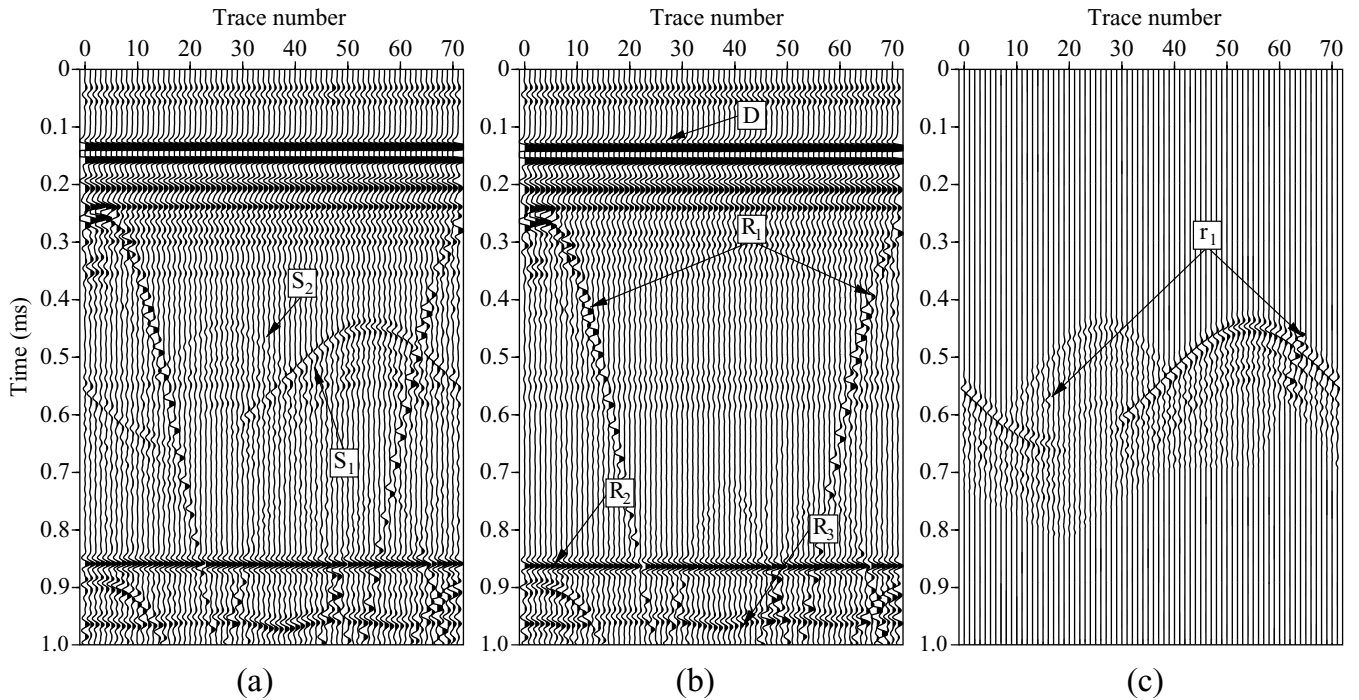 Trace number Trace number Trace number
0 10 20 30 40 50 60 70 0 10 20 30 40 50 60 70 0 10 20 30 40 50 60 70
0 0 0
0.1 D 0.1 0.1
0.2 0.2 0.2
R1 r1
0.3 0.3 0.3
S2
0.4 0.4 0.4
Time (ms)
0.5 0.5 0.5
0.6 0.6 0.6
S1
0.7 0.7 0.7
R2
0.8 0.8 R3 0.8
0.9 0.9 0.9
1.0 1.0 1.0
(a) (b) (c)